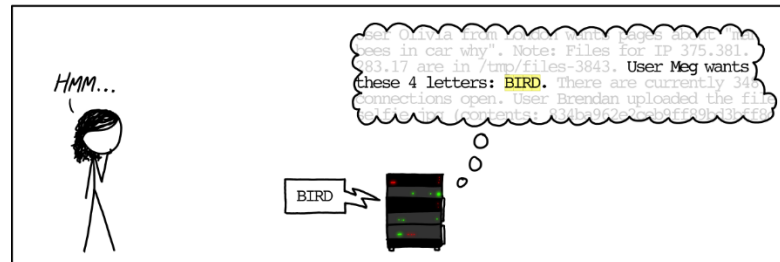 HMM...
BIRD
User Olivia from London wants pages about "man
bees in car why". Note: Files for IP 375.381.
283.17 are in /tmp/files-3843. User Meg wants
these 4 letters: BIRD. There are currently 34
connections open. User Brendan uploaded the file
selfie.jpg (contents: